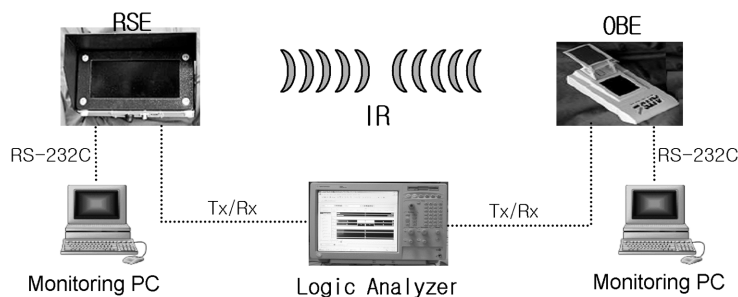 RSE
OBE
IR
RS-232C
RS-232C
Tx/Rx
Tx/Rx
Monitoring PC
Logic Analyzer
Monitoring PC